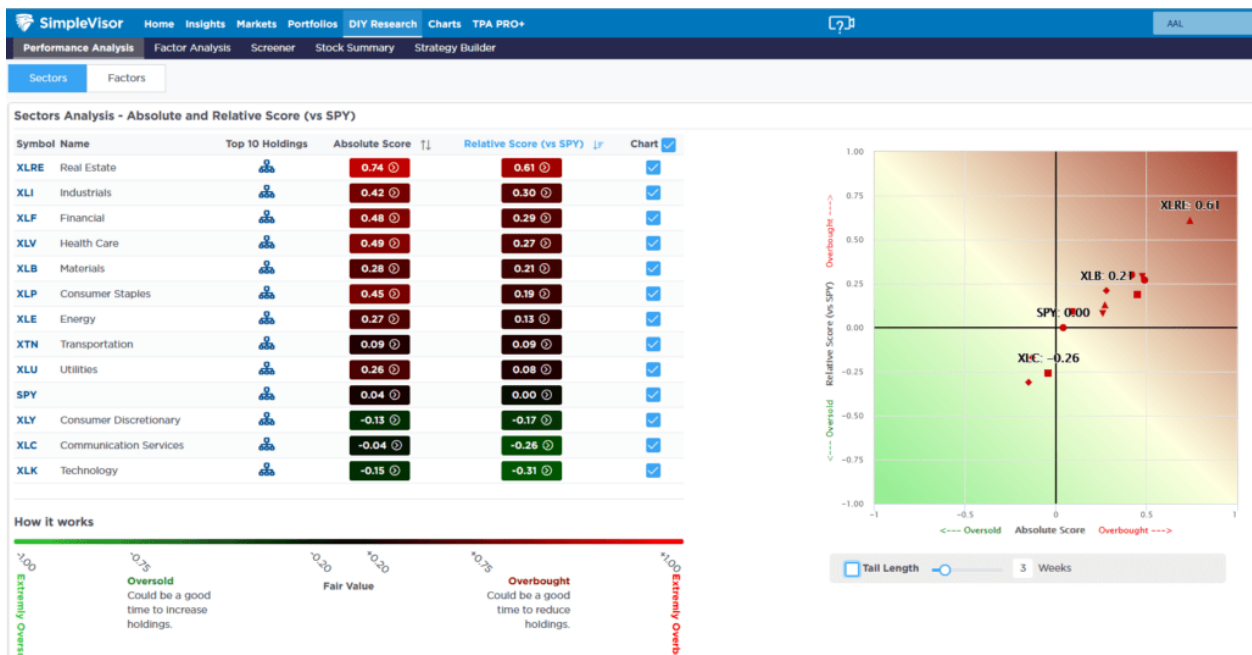 SimpleVisor Home Insights Markets Portfolios DIY Research Charts TPA PRO+ ? AAL
Performance Analysis Factor Analysis Screener Stock Summary Strategy Builder
Sectors Factors
Sectors Analysis - Absolute and Relative Score (vs SPY)
Symbol Name Top 10 Holdings Absolute Score Relative Score (vs SPY) Chart
XLRE Real Estate 0.74 0.61
XLI Industrials 0.42 0.30
XLF Financial 0.48 0.29
XLV Health Care 0.49 0.27
XLB Materials 0.28 0.21
XLP Consumer Staples 0.45 0.19
XLE Energy 0.27 0.13
XTN Transportation 0.09 0.09
XLU Utilities 0.26 0.08
SPY 0.04 0.00
XLY Consumer Discretionary -0.13 -0.17
XLC Communication Services -0.04 -0.26
XLK Technology -0.15 -0.31
1.00
0.75
0.50
0.25
0.00
-0.25
-0.50
-0.75
-1.00
<--- Oversold Relative Score (vs SPY) Overbought --->
XLRE: 0.61
XLB: 0.21
SPY: 0.00
XLC: -0.26
-1 -0.5 0 0.5 1
<--- Oversold Absolute Score Overbought --->
Tail Length 3 Weeks
How it works
-1.00 -0.75 -0.20 +0.20 +0.75 +1.00
Oversold
Could be a good
time to increase
holdings.
Fair Value
Overbought
Could be a good
time to reduce
holdings.
Extremly Overs
Extremly Overb